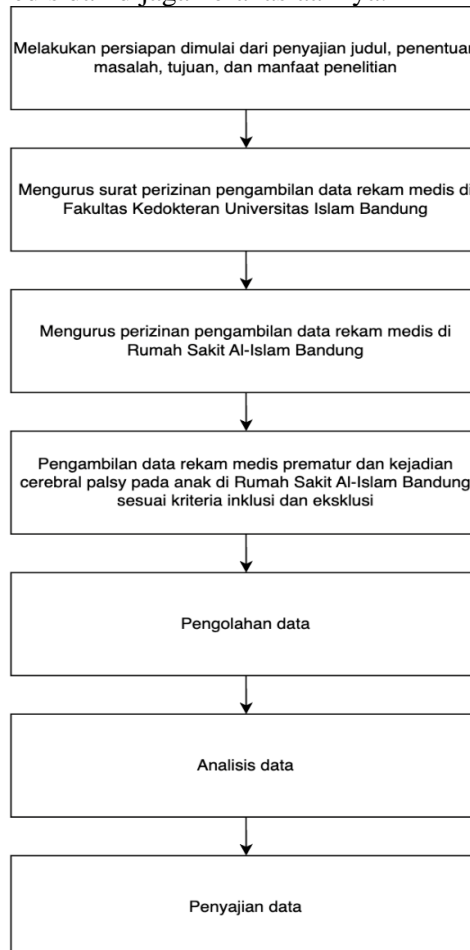 Melakukan persiapan dimulai dari penyajian judul, penentuan
masalah, tujuan, dan manfaat penelitian
Mengurus surat perizinan pengambilan data rekam medis di
Fakultas Kedokteran Universitas Islam Bandung
Mengurus perizinan pengambilan data rekam medis di
Rumah Sakit Al-Islam Bandung
Pengambilan data rekam medis prematur dan kejadian
cerebral palsy pada anak di Rumah Sakit Al-Islam Bandung
sesuai kriteria inklusi dan eksklusi
Pengolahan data
Analisis data
Penyajian data